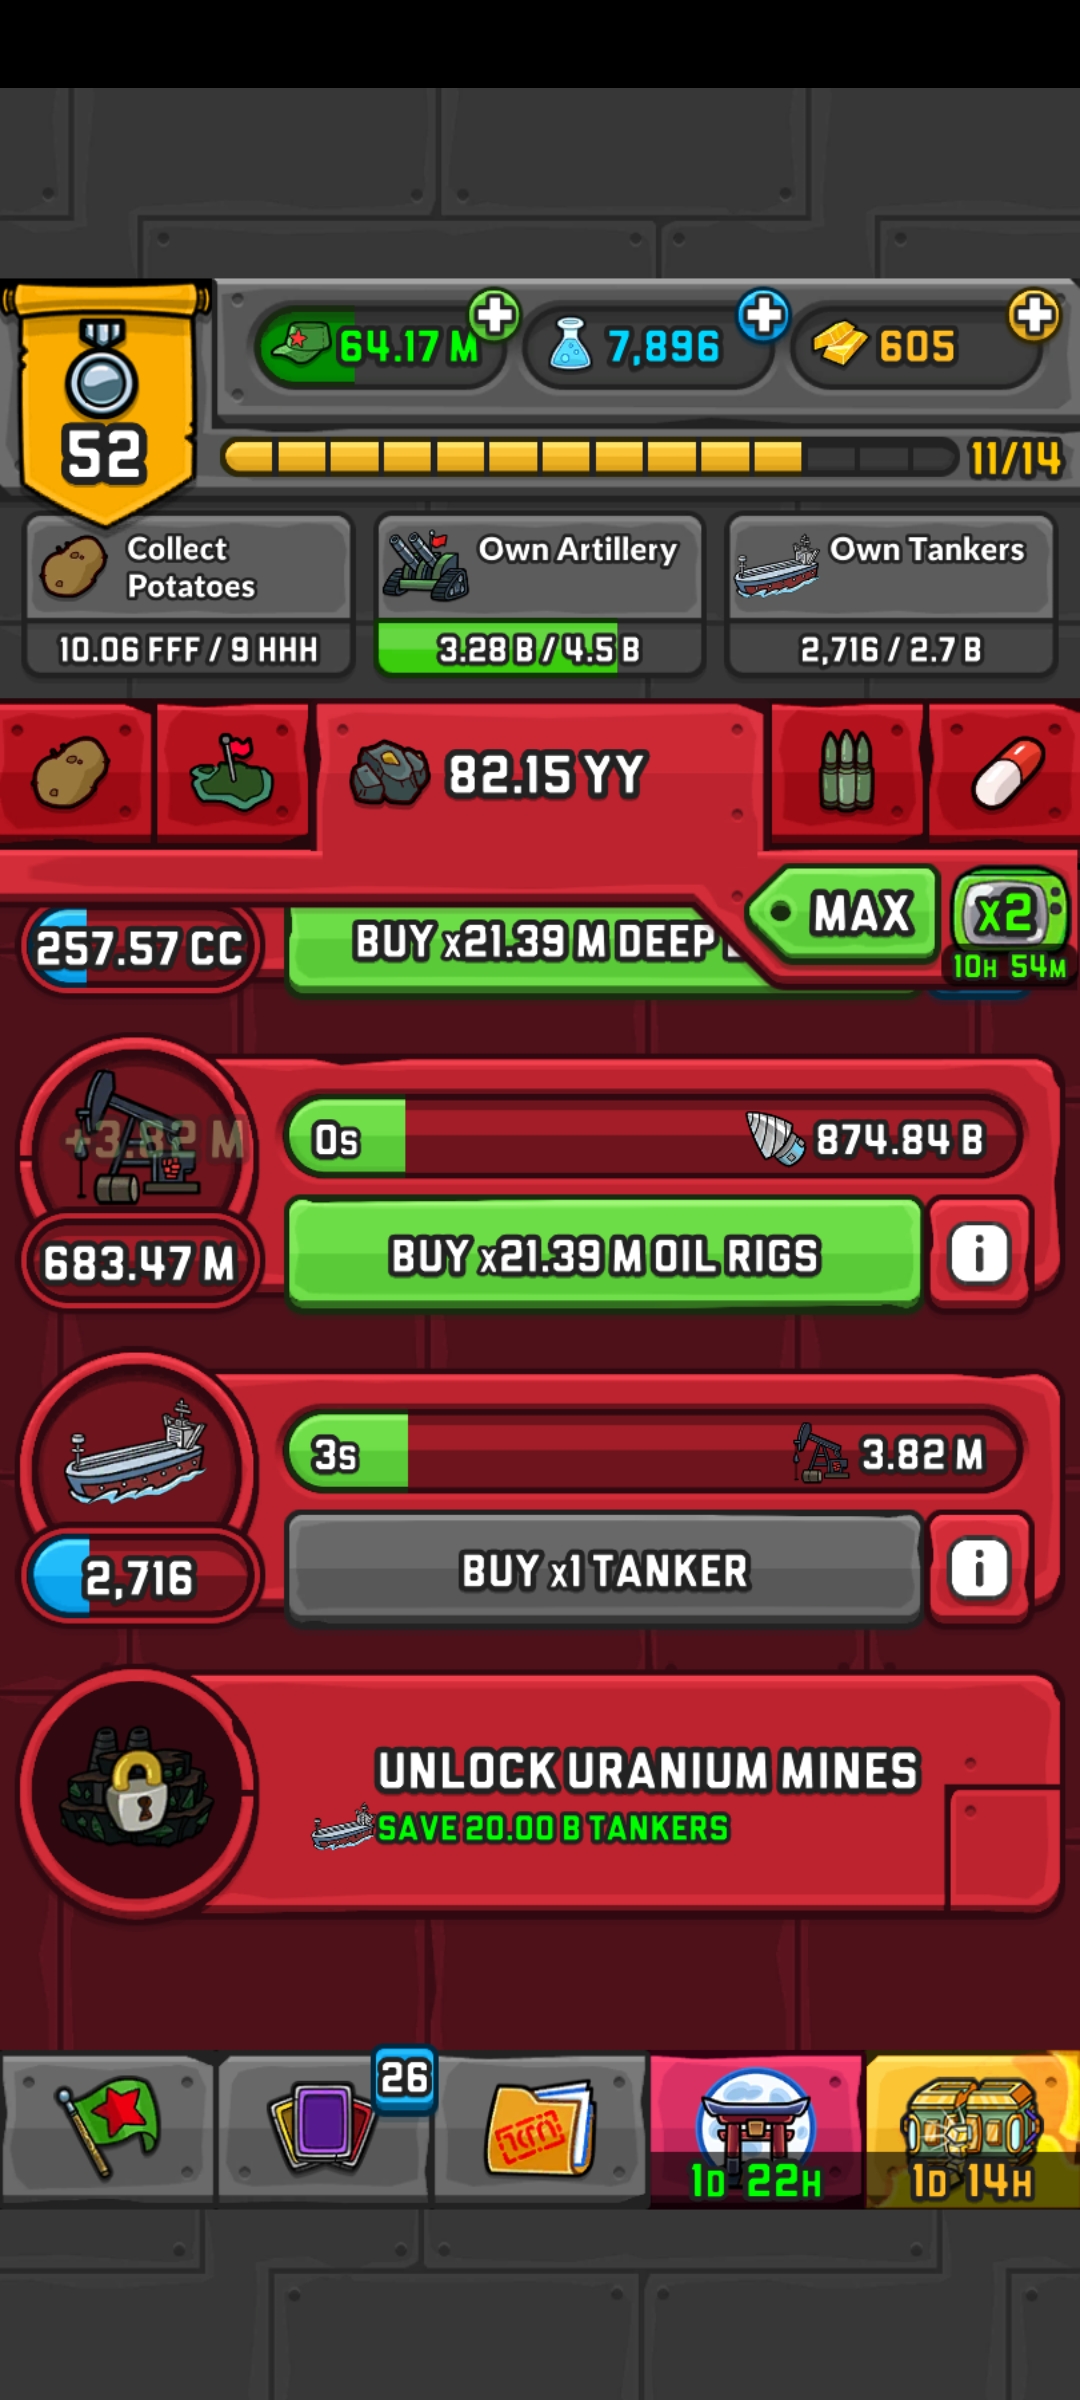 64.17 M
7,896
605
52
11/14
Collect
Potatoes
10.06 FFF / 9 HHH
Own Artillery
3.28 B / 4.5 B
Own Tankers
2,716 / 2.7 B
82.15 YY
MAX
x2
10H 54M
257.57 CC
BUY x21.39 M DEEP
+3.82 M
0s
874.84 B
683.47 M
BUY x21.39 M OIL RIGS
i
3s
3.82 M
2,716
BUY x1 TANKER
i
UNLOCK URANIUM MINES
SAVE 20.00 B TANKERS
26
1D 22H
1D 14H